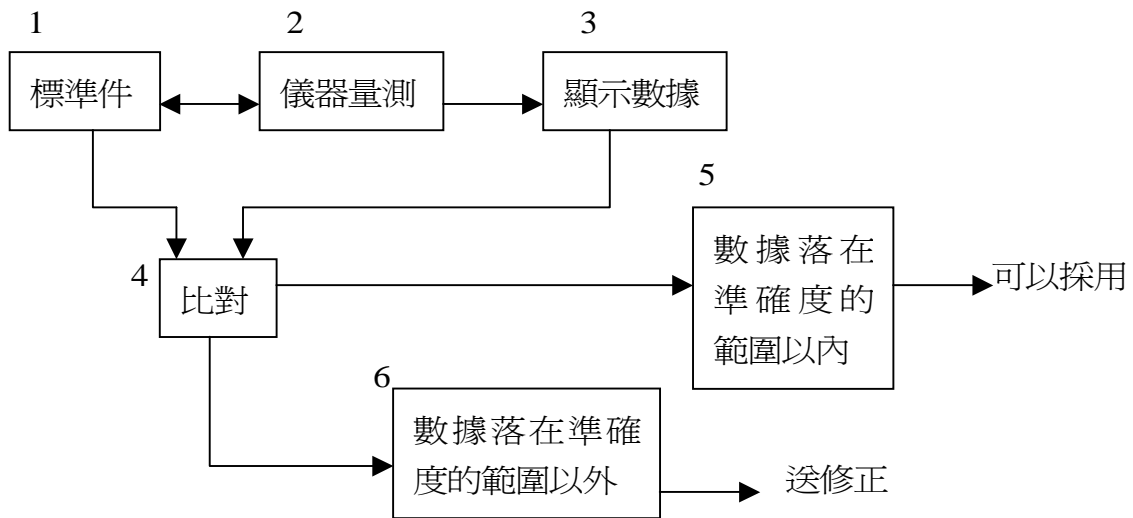 1
2
3
標準件
儀器量測
顯示數據
5
4
比對
數據落在
準確度的
範圍以內
可以採用
6
數據落在準確
度的範圍以外
送修正